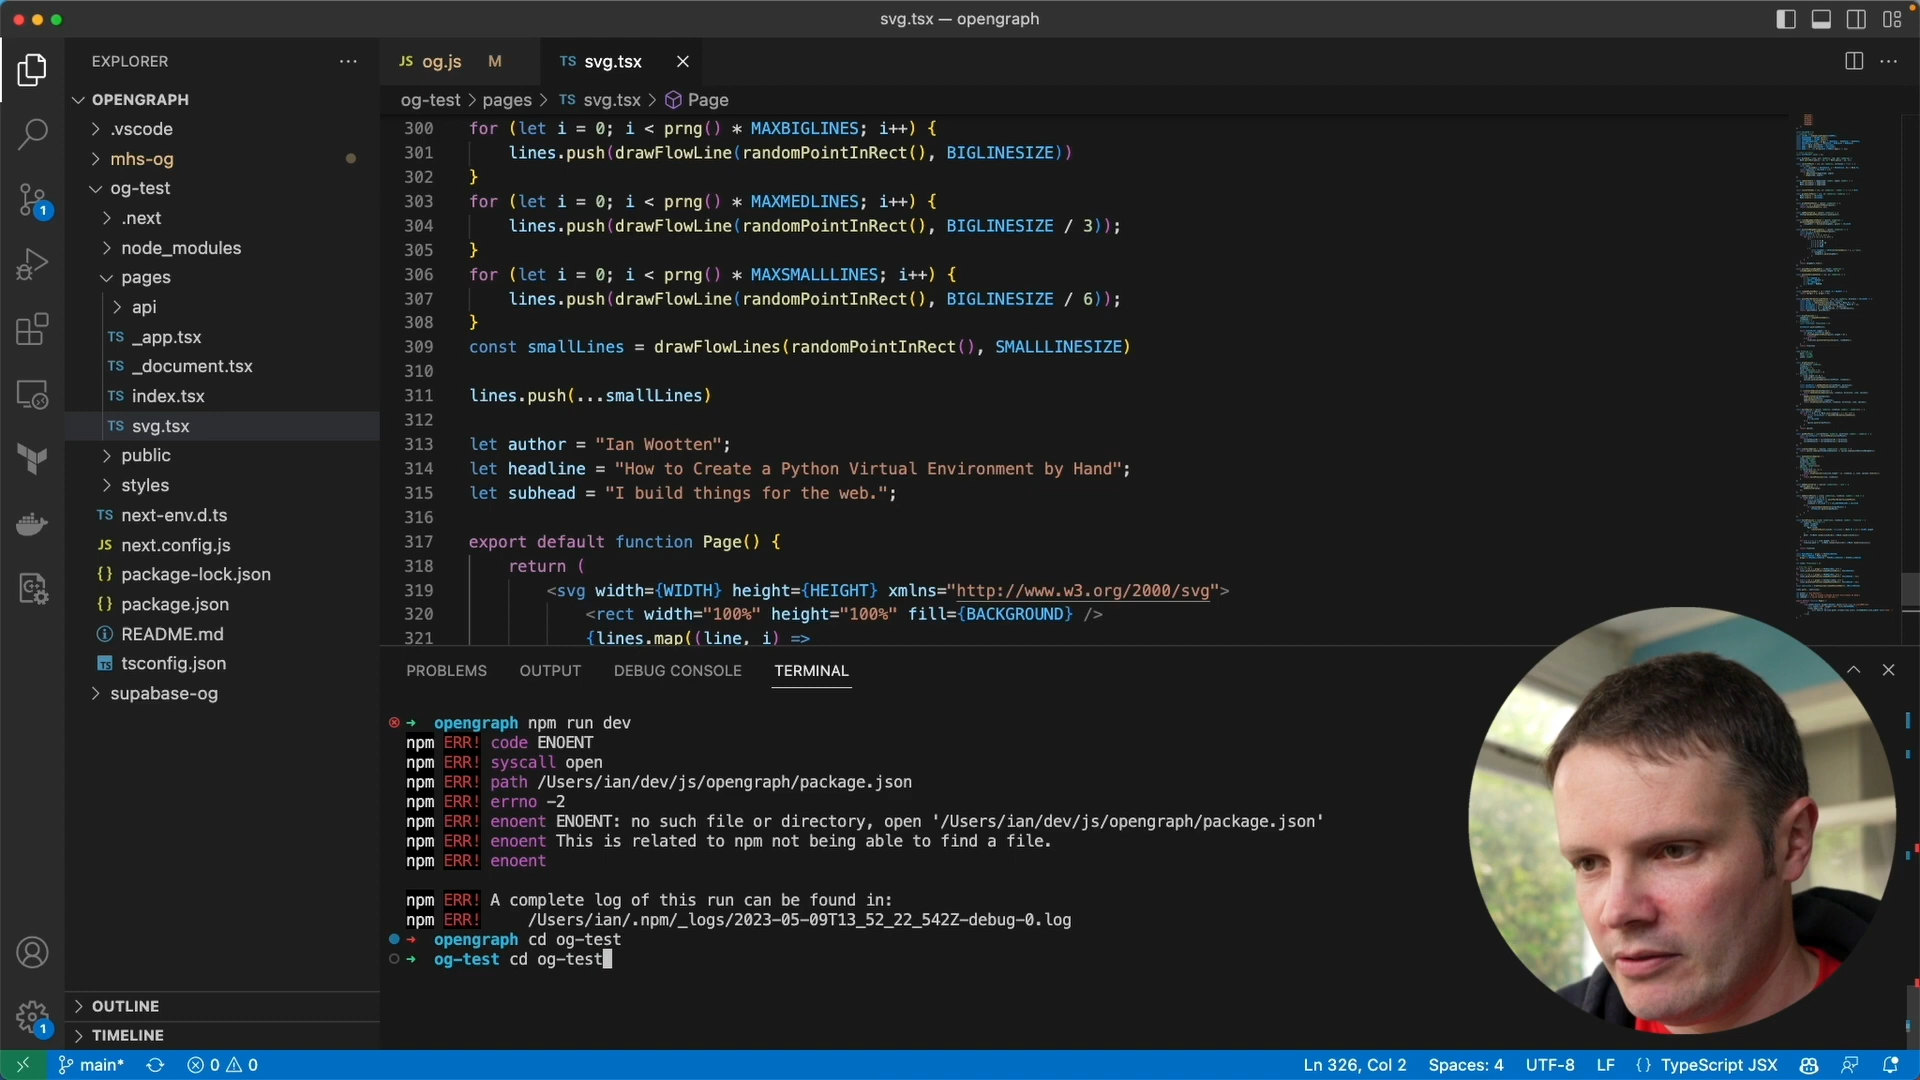 svg.tsx — opengraph
EXPLORER
OPENGRAPH
.vscode
mhs-og
og-test
.next
node_modules
pages
api
TS _app.tsx
TS _document.tsx
TS index.tsx
TS svg.tsx
public
styles
TS next-env.d.ts
JS next.config.js
{} package-lock.json
{} package.json
README.md
TS tsconfig.json
supabase-og
OUTLINE
TIMELINE
1
1
JS og.js M
TS svg.tsx
og-test > pages > TS svg.tsx > Page
300 for (let i = 0; i < prng() * MAXBIGLINES; i++) {
301 lines.push(drawFlowLine(randomPointInRect(), BIGLINESIZE))
302 }
303 for (let i = 0; i < prng() * MAXMEDLINES; i++) {
304 lines.push(drawFlowLine(randomPointInRect(), BIGLINESIZE / 3));
305 }
306 for (let i = 0; i < prng() * MAXSMALLLINES; i++) {
307 lines.push(drawFlowLine(randomPointInRect(), BIGLINESIZE / 6));
308 }
309 const smallLines = drawFlowLines(randomPointInRect(), SMALLLINESIZE)
310
311 lines.push(...smallLines)
312
313 let author = "Ian Wootten";
314 let headline = "How to Create a Python Virtual Environment by Hand";
315 let subhead = "I build things for the web.";
316
317 export default function Page() {
318 return (
319 <svg width={WIDTH} height={HEIGHT} xmlns="http://www.w3.org/2000/svg">
320 <rect width="100%" height="100%" fill={BACKGROUND} />
321 {lines.map((line, i) =>
PROBLEMS OUTPUT DEBUG CONSOLE TERMINAL
➜ opengraph npm run dev
npm ERR! code ENOENT
npm ERR! syscall open
npm ERR! path /Users/ian/dev/js/opengraph/package.json
npm ERR! errno -2
npm ERR! enoent ENOENT: no such file or directory, open '/Users/ian/dev/js/opengraph/package.json'
npm ERR! enoent This is related to npm not being able to find a file.
npm ERR! enoent
npm ERR! A complete log of this run can be found in:
npm ERR! /Users/ian/.npm/_logs/2023-05-09T13_52_22_542Z-debug-0.log
➜ opengraph cd og-test
➜ og-test cd og-test
main* 0 0
Ln 326, Col 2 Spaces: 4 UTF-8 LF {} TypeScript JSX